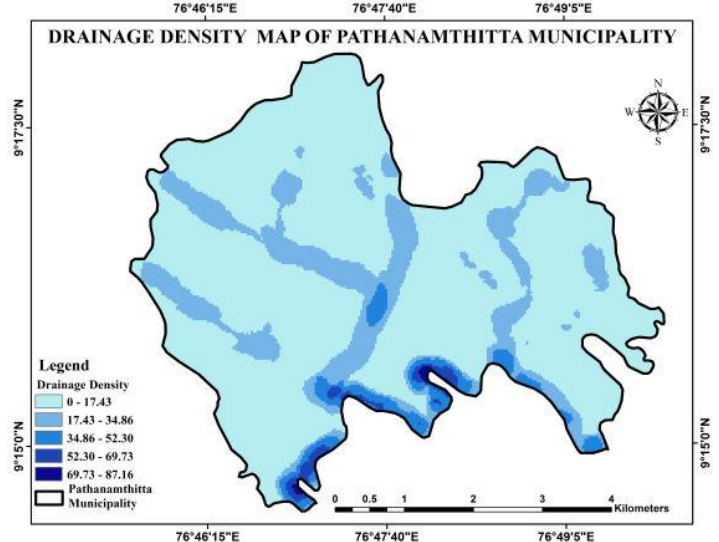 76°46'15"E 76°47'40"E 76°49'5"E
DRAINAGE DENSITY MAP OF PATHANAMTHITTA MUNICIPALITY
N
W E
S
9°17'30"N 9°17'30"N
Legend
Drainage Density
0 - 17.43
17.43 - 34.86
34.86 - 52.30
52.30 - 69.73
69.73 - 87.16
Pathanamthitta
Municipality
9°15'0"N 9°15'0"N
0 0.5 1 2 3 4
Kilometers
76°46'15"E 76°47'40"E 76°49'5"E